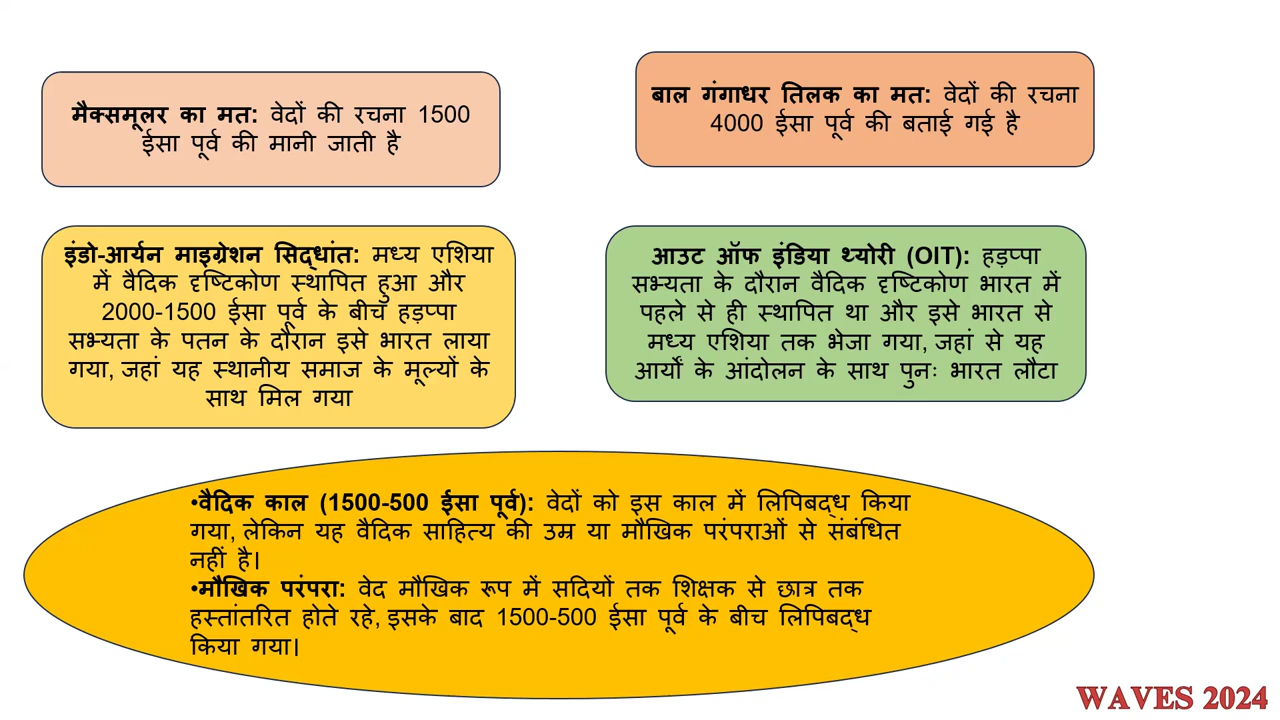 मैक्समूलर का मत: वेदों की रचना 1500
ईसा पूर्व की मानी जाती है
बाल गंगाधर तिलक का मत: वेदों की रचना
4000 ईसा पूर्व की बताई गई है
इंडो-आर्यन माइग्रेशन सिद्धांत: मध्य एशिया
में वैदिक दृष्टिकोण स्थापित हुआ और
2000-1500 ईसा पूर्व के बीच हड़प्पा
सभ्यता के पतन के दौरान इसे भारत लाया
गया, जहां यह स्थानीय समाज के मूल्यों के
साथ मिल गया
आउट ऑफ इंडिया थ्योरी (OIT): हड़प्पा
सभ्यता के दौरान वैदिक दृष्टिकोण भारत में
पहले से ही स्थापित था और इसे भारत से
मध्य एशिया तक भेजा गया, जहां से यह
आर्यों के आंदोलन के साथ पुनः भारत लौटा
•वैदिक काल (1500-500 ईसा पूर्व): वेदों को इस काल में लिपिबद्ध किया
गया, लेकिन यह वैदिक साहित्य की उम्र या मौखिक परंपराओं से संबंधित
नहीं है।
•मौखिक परंपरा: वेद मौखिक रूप में सदियों तक शिक्षक से छात्र तक
हस्तांतरित होते रहे, इसके बाद 1500-500 ईसा पूर्व के बीच लिपिबद्ध
किया गया।
WAVES 2024